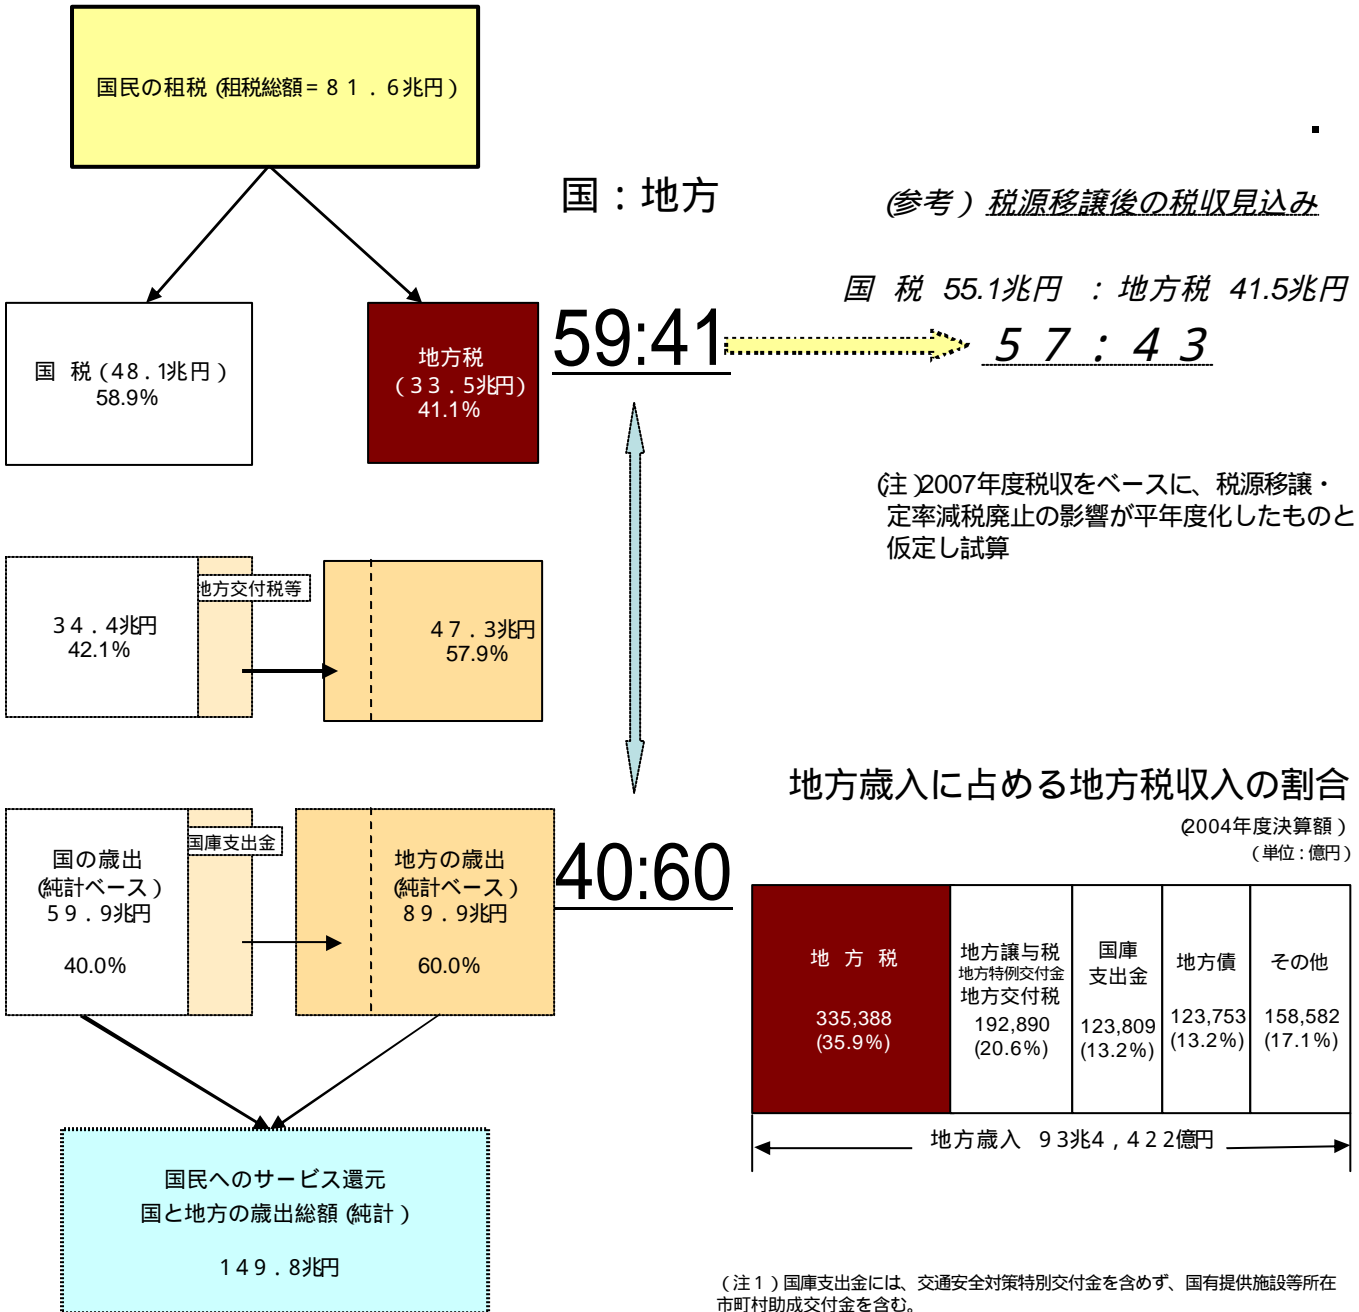 国民の租税（租税総額=８１．６兆円）
国：地方
（参考）税源移譲後の税収見込み
国　税　55.1兆円　：地方税　41.5兆円
国　税（４８．１兆円）
58.9%
地方税
（３３．５兆円）
41.1%
59:41
５７：４３
（注）2007年度税収をベースに、税源移譲・
定率減税廃止の影響が平年度化したものと
仮定し試算
地方交付税等
３４．４兆円
42.1%
４７．３兆円
57.9%
地方歳入に占める地方税収入の割合
（2004年度決算額）
（単位：億円）
国庫支出金
国の歳出
（純計ベース）
５９．９兆円
40.0%
地方の歳出
（純計ベース）
８９．９兆円
60.0%
40:60
地　方　税
335,388
(35.9%)
地方譲与税
地方特例交付金
地方交付税
192,890
(20.6%)
国庫
支出金
123,809
(13.2%)
地方債
123,753
(13.2%)
その他
158,582
(17.1%)
地方歳入　９３兆４，４２２億円
国民へのサービス還元
国と地方の歳出総額（純計）
１４９．８兆円
（注１）国庫支出金には、交通安全対策特別交付金を含めず、国有提供施設等所在
市町村助成交付金を含む。